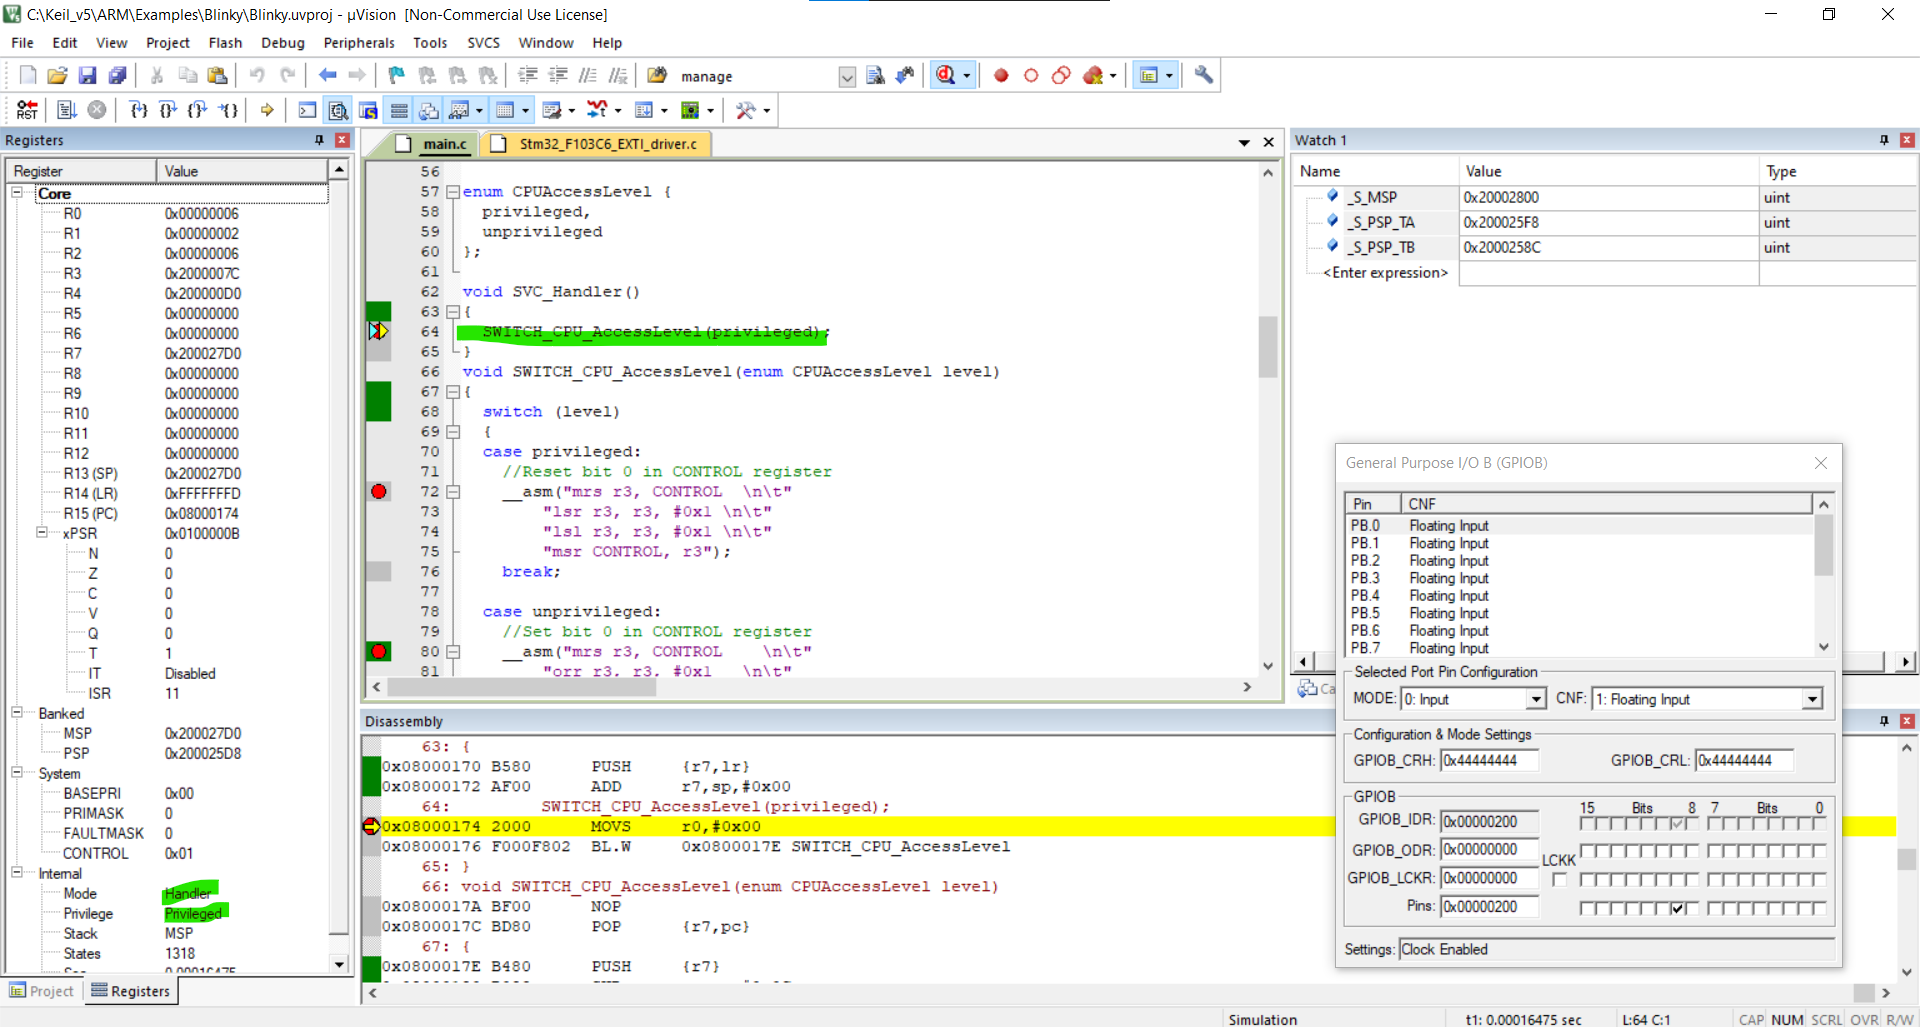 C:\Keil_v5\ARM\Examples\Blinky\Blinky.uvproj - µVision  [Non-Commercial Use License]
File Edit View Project Flash Debug Peripherals Tools SVCS Window Help
manage
RST
Registers
Register Value
Core
R0 0x00000006
R1 0x00000002
R2 0x00000006
R3 0x2000007C
R4 0x200000D0
R5 0x00000000
R6 0x00000000
R7 0x200027D0
R8 0x00000000
R9 0x00000000
R10 0x00000000
R11 0x00000000
R12 0x00000000
R13 (SP) 0x200027D0
R14 (LR) 0xFFFFFFFD
R15 (PC) 0x08000174
xPSR 0x0100000B
N 0
Z 0
C 0
V 0
Q 0
T 1
IT Disabled
ISR 11
Banked
MSP 0x200027D0
PSP 0x200025D8
System
BASEPRI 0x00
PRIMASK 0
FAULTMASK 0
CONTROL 0x01
Internal
Mode Handler
Privilege Privileged
Stack MSP
States 1318
Project Registers
main.c Stm32_F103C6_EXTI_driver.c
56
57 enum CPUAccessLevel {
58 privileged,
59 unprivileged
60 };
61
62 void SVC_Handler()
63 {
64 SWITCH_CPU_AccessLevel(privileged);
65 }
66 void SWITCH_CPU_AccessLevel(enum CPUAccessLevel level)
67 {
68 switch (level)
69 {
70 case privileged:
71 //Reset bit 0 in CONTROL register
72 __asm("mrs r3, CONTROL  \n\t"
73 "lsr r3, r3, #0x1 \n\t"
74 "lsl r3, r3, #0x1 \n\t"
75 "msr CONTROL, r3");
76 break;
77
78 case unprivileged:
79 //Set bit 0 in CONTROL register
80 __asm("mrs r3, CONTROL    \n\t"
81 "orr r3, r3, #0x1   \n\t"
Disassembly
63: {
0x08000170 B580 PUSH {r7,lr}
0x08000172 AF00 ADD r7,sp,#0x00
64: SWITCH_CPU_AccessLevel(privileged);
0x08000174 2000 MOVS r0,#0x00
0x08000176 F000F802 BL.W 0x0800017E SWITCH_CPU_AccessLevel
65: }
66: void SWITCH_CPU_AccessLevel(enum CPUAccessLevel level)
0x0800017A BF00 NOP
0x0800017C BD80 POP {r7,pc}
67: {
0x0800017E B480 PUSH {r7}
Watch 1
Name Value Type
_S_MSP 0x20002800 uint
_S_PSP_TA 0x200025F8 uint
_S_PSP_TB 0x2000258C uint
<Enter expression>
General Purpose I/O B (GPIOB)
Pin CNF
PB.0 Floating Input
PB.1 Floating Input
PB.2 Floating Input
PB.3 Floating Input
PB.4 Floating Input
PB.5 Floating Input
PB.6 Floating Input
PB.7 Floating Input
Selected Port Pin Configuration
MODE: 0: Input CNF: 1: Floating Input
Configuration & Mode Settings
GPIOB_CRH: 0x44444444 GPIOB_CRL: 0x44444444
GPIOB
15 Bits 8 7 Bits 0
GPIOB_IDR: 0x00000200
GPIOB_ODR: 0x00000000
LCKK
GPIOB_LCKR: 0x00000000
Pins: 0x00000200
Settings: Clock Enabled
Simulation t1: 0.00016475 sec L:64 C:1 CAP NUM SCRL OVR R/W